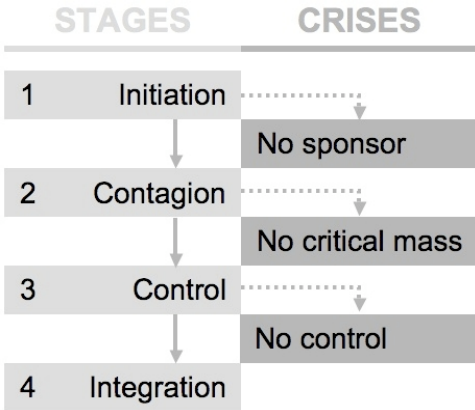 STAGES CRISES
1 Initiation
No sponsor
2 Contagion
No critical mass
3 Control
No control
4 Integration